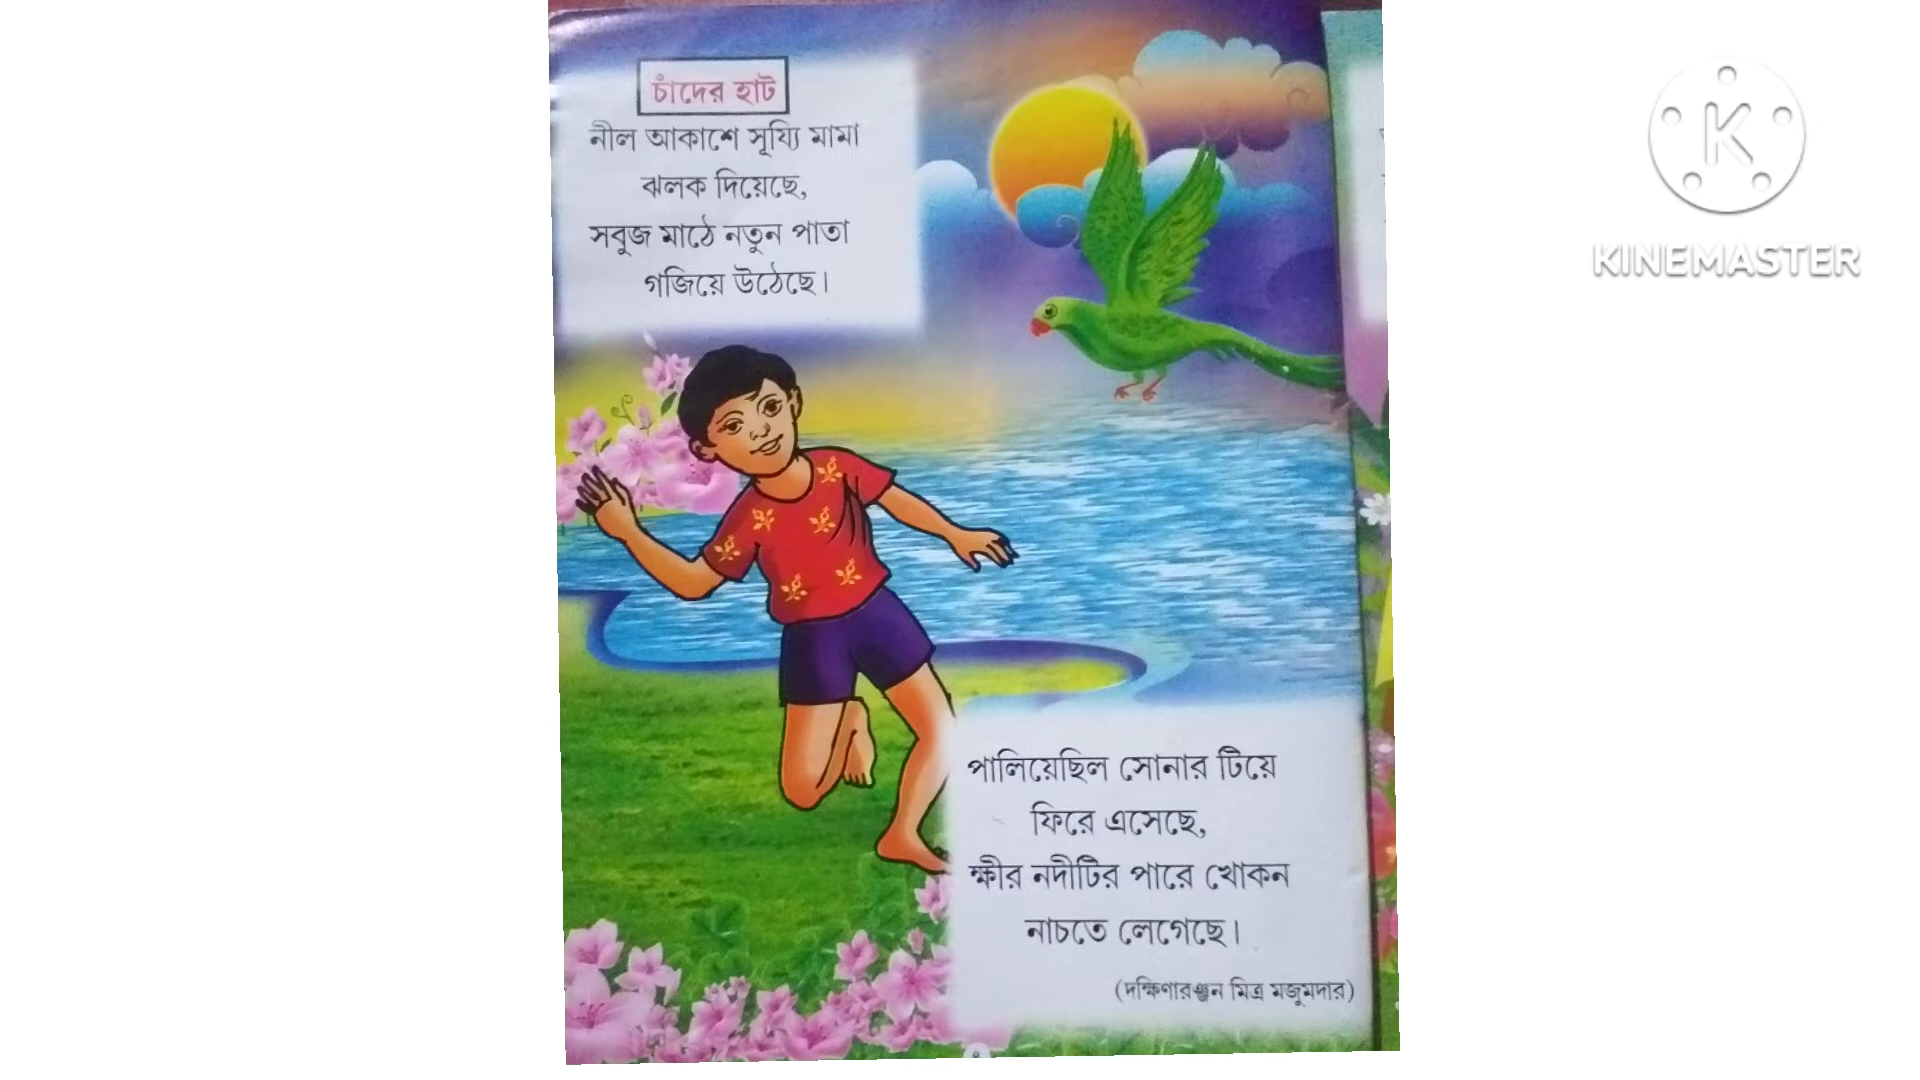 চাঁদের হাট
নীল আকাশে সূয্যি মামা
ঝলক দিয়েছে,
সবুজ মাঠে নতুন পাতা
গজিয়ে উঠেছে।
পালিয়েছিল সোনার টিয়ে
ফিরে এসেছে,
ক্ষীর নদীটির পারে খোকন
নাচতে লেগেছে।
(দক্ষিণারঞ্জন মিত্র মজুমদার)
K
KINEMASTER